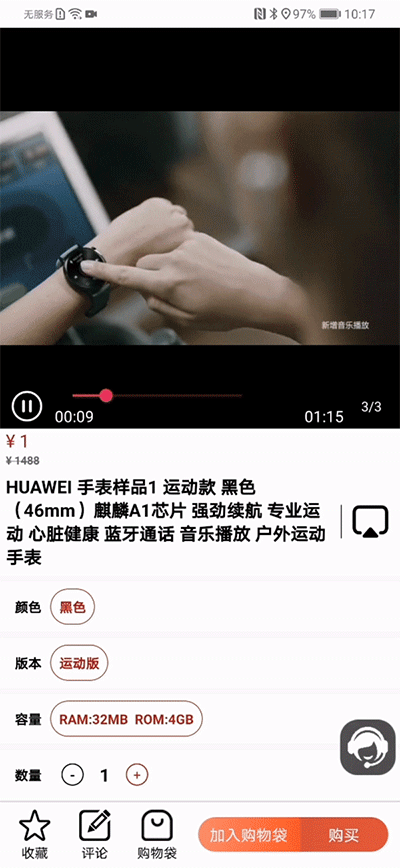 无服务
97%
10:17
新增音乐播放
00:09
01:15
3/3
¥ 1
¥ 1488
HUAWEI 手表样品1 运动款 黑色
（46mm）麒麟A1芯片 强劲续航 专业运
动 心脏健康 蓝牙通话 音乐播放 户外运动
手表
颜色 黑色
版本 运动版
容量 RAM:32MB ROM:4GB
数量 - 1 +
收藏 评论 购物袋 加入购物袋 购买